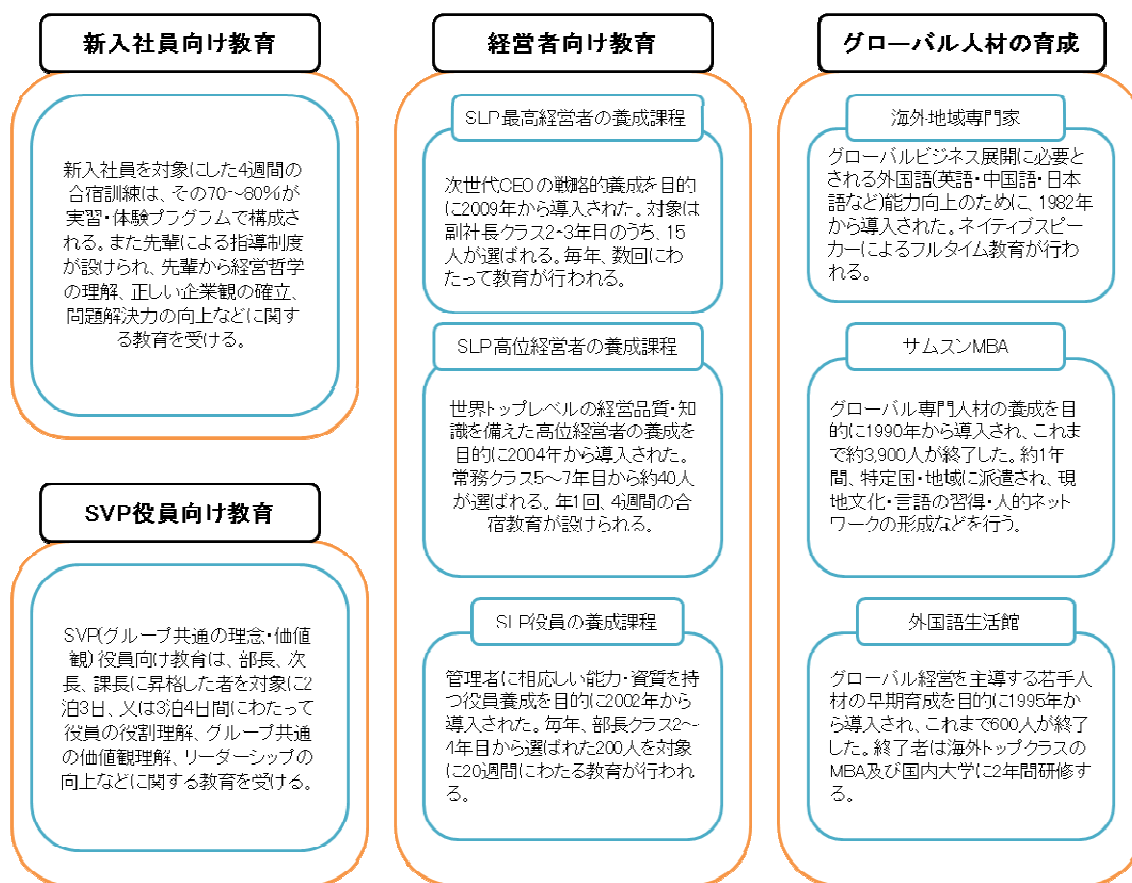 新入社員向け教育
新入社員を対象にした4週間の
合宿訓練は、その70～80%が
実習・体験プラグラムで構成さ
れる。また先輩による指導制度
が設けられ、先輩から経営哲学
の理解、正しい企業観の確立、
問題解決力の向上などに関す
る教育を受ける。
SVP役員向け教育
SVP(グループ共通の理念・価値
観)役員向け教育は、部長、次
長、課長に昇格した者を対象に2
泊3日、又は3泊4日間にわたって
役員の役割理解、グループ共通
の価値観理解、リーダーシップの
向上などに関する教育を受ける。
経営者向け教育
SLP最高経営者の養成課程
次世代CEOの戦略的養成を目的
に2009年から導入された。対象は
副社長クラス2・3年目のうち、15
人が選ばれる。毎年、数回にわ
たって教育が行われる。
SLP高位経営者の養成課程
世界トップレベルの経営品質・知
識を備えた高位経営者の養成を
目的に2004年から導入された。
常務クラス5～7年目から約40人
が選ばれる。年1回、4週間の合
宿教育が設けられる。
SLP役員の養成課程
管理者に相応しい能力・資質を持
つ役員養成を目的に2002年から
導入された。毎年、部長クラス2～
4年目から選ばれた200人を対象
に20週間にわたる教育が行われ
る。
グローバル人材の育成
海外地域専門家
グローバルビジネス展開に必要と
される外国語(英語・中国語・日本
語など)能力向上のために、1982年
から導入された。ネイティブスピー
カーによるフルタイム教育が行わ
れる。
サムスンMBA
グローバル専門人材の養成を目
的に1990年から導入され、これま
で約3,900人が終了した。約1年
間、特定国・地域に派遣され、現
地文化・言語の習得・人的ネット
ワークの形成などを行う。
外国語生活館
グローバル経営を主導する若手人
材の早期育成を目的に1995年か
ら導入され、これまで600人が終了
した。終了者は海外トップクラスの
MBA及び国内大学に2年間研修す
る。